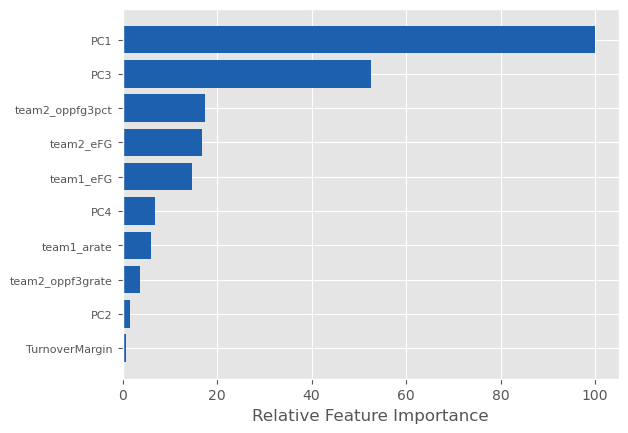 PC1
PC3
team2_oppfg3pct
team2_eFG
team1_eFG
PC4
team1_arate
team2_oppf3grate
PC2
TurnoverMargin
0 20 40 60 80 100
Relative Feature Importance